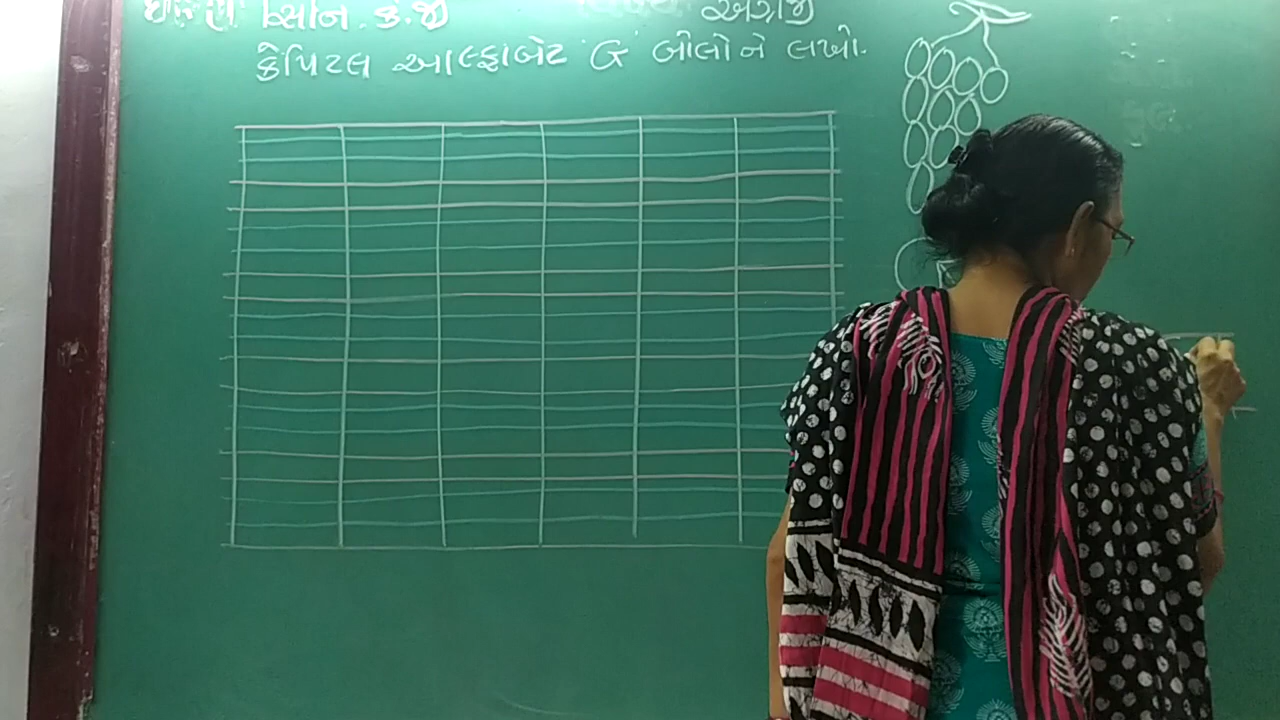 સિનિ. કે.જી અંગ્રેજી
કેપિટલ આલ્ફાબેટ 'G' બોલો ને લખો.